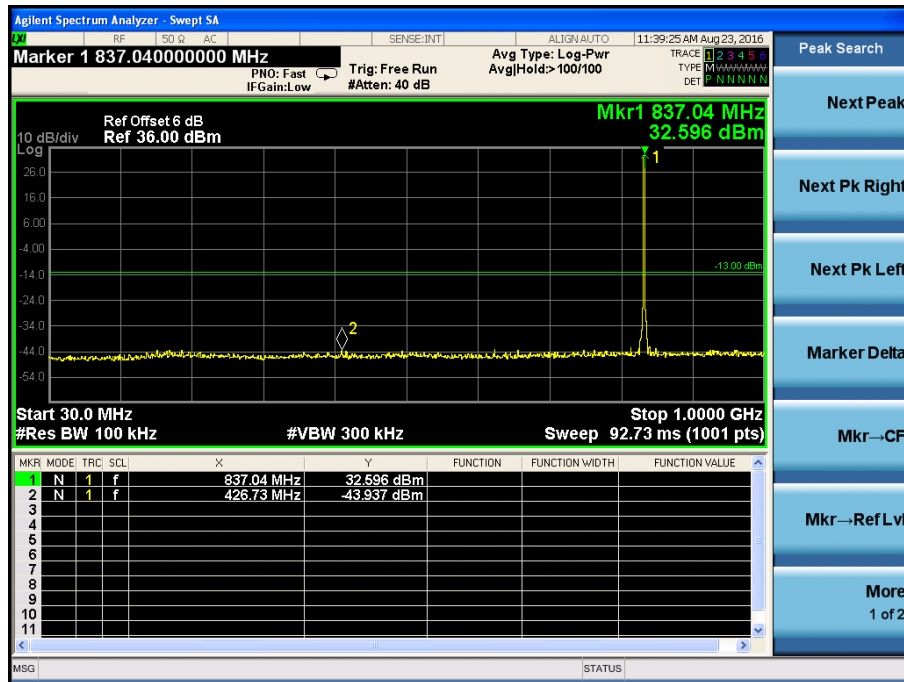 Agilent Spectrum Analyzer - Swept SA
LXI RF 50 Ω AC SENSE:INT ALIGN AUTO 11:39:25 AM Aug 23, 2016
Marker 1 837.040000000 MHz
PNO: Fast
IFGain:Low
Trig: Free Run
#Atten: 40 dB
Avg Type: Log-Pwr
Avg|Hold:>100/100
TRACE 1 2 3 4 5 6
TYPE M WWWWW
DET P N N N N N
Peak Search
Next Peak
Next Pk Right
Next Pk Left
Marker Delta
Mkr→CF
Mkr→Ref Lvl
More
1 of 2
Mkr1 837.04 MHz
32.596 dBm
Ref Offset 6 dB
10 dB/div Ref 36.00 dBm
Log
1
26.0
16.0
6.00
-4.00
-13.00 dBm
-14.0
-24.0
-34.0
2
-44.0
-54.0
Start 30.0 MHz Stop 1.0000 GHz
#Res BW 100 kHz #VBW 300 kHz Sweep 92.73 ms (1001 pts)
MKR MODE TRC SCL X Y FUNCTION FUNCTION WIDTH FUNCTION VALUE
1 N 1 f 837.04 MHz 32.596 dBm
2 N 1 f 426.73 MHz -43.937 dBm
3
4
5
6
7
8
9
10
11
MSG STATUS